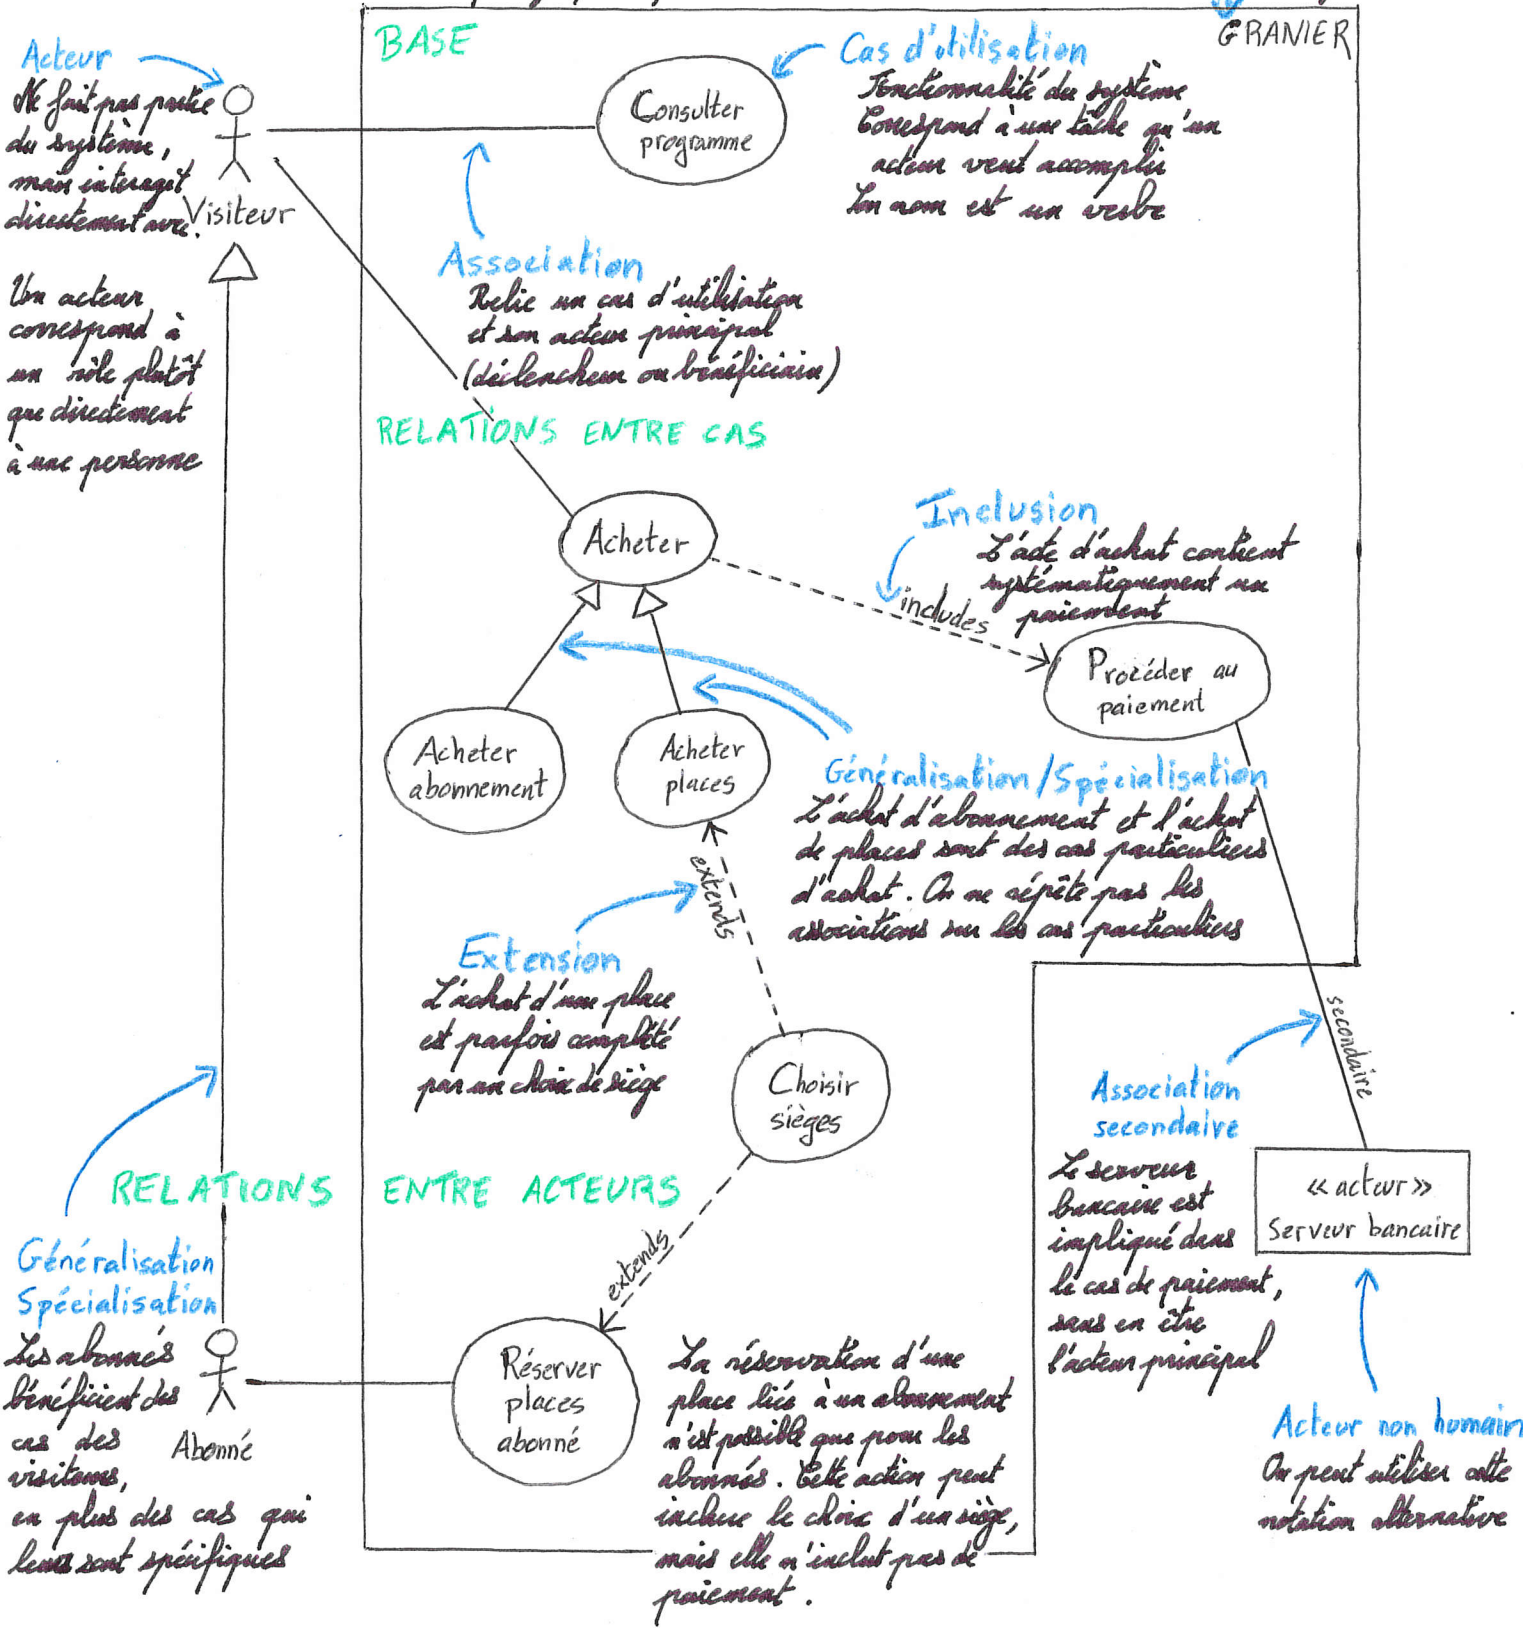 GRANIER
BASE
Acteur
Ne fait pas partie
du système,
mais interagit
directement avec.
Visiteur
Un acteur
correspond à
un rôle plutôt
que directement
à une personne
Consulter
programme
Cas d'utilisation
Fonctionnalité du système
Correspond à une tâche qu'un
acteur veut accomplir
Son nom est un verbe
Association
Relie un cas d'utilisation
et son acteur principal
(déclencheur ou bénéficiaire)
RELATIONS ENTRE CAS
Acheter
Inclusion
L'acte d'achat contient
systématiquement un
paiement
includes
Procéder au
paiement
Acheter
abonnement
Acheter
places
Généralisation/Spécialisation
L'achat d'abonnement et l'achat
de places sont des cas particuliers
d'achat. On ne répète pas les
associations sur les cas particuliers
extends
Extension
L'achat d'une place
est parfois complété
par un choix de siège
Choisir
sièges
secondaire
Association
secondaire
Le serveur
bancaire est
impliqué dans
le cas de paiement,
sans en être
l'acteur principal
« acteur »
Serveur bancaire
Acteur non humain
On peut utiliser cette
notation alternative
RELATIONS ENTRE ACTEURS
Généralisation
Spécialisation
Les abonnés
bénéficient des
cas des
visiteurs,
en plus des cas qui
leurs sont spécifiques
Abonné
extends
Réserver
places
abonné
La réservation d'une
place liée à un abonnement
n'est possible que pour les
abonnés. Cette action peut
inclure le choix d'un siège,
mais elle n'inclut pas de
paiement.